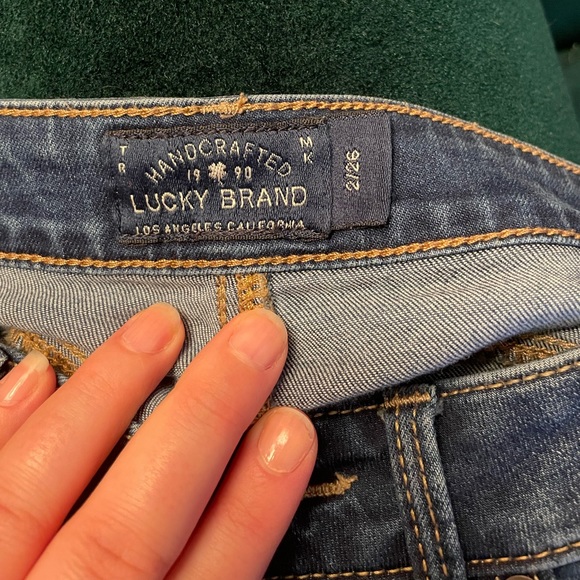 TR MK
HANDCRAFTED
19 90
LUCKY BRAND
LOS ANGELES CALIFORNIA
2/26